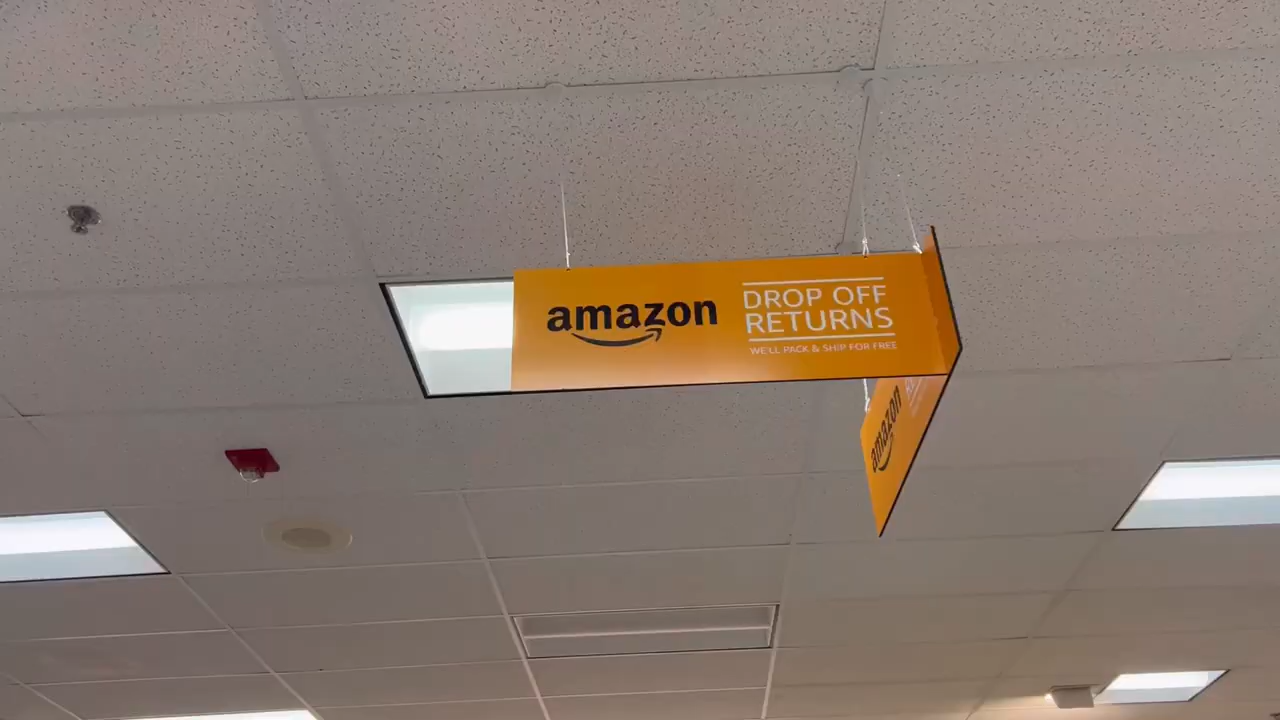 amazon
DROP OFF
RETURNS
WE'LL PACK & SHIP FOR FREE
amazon